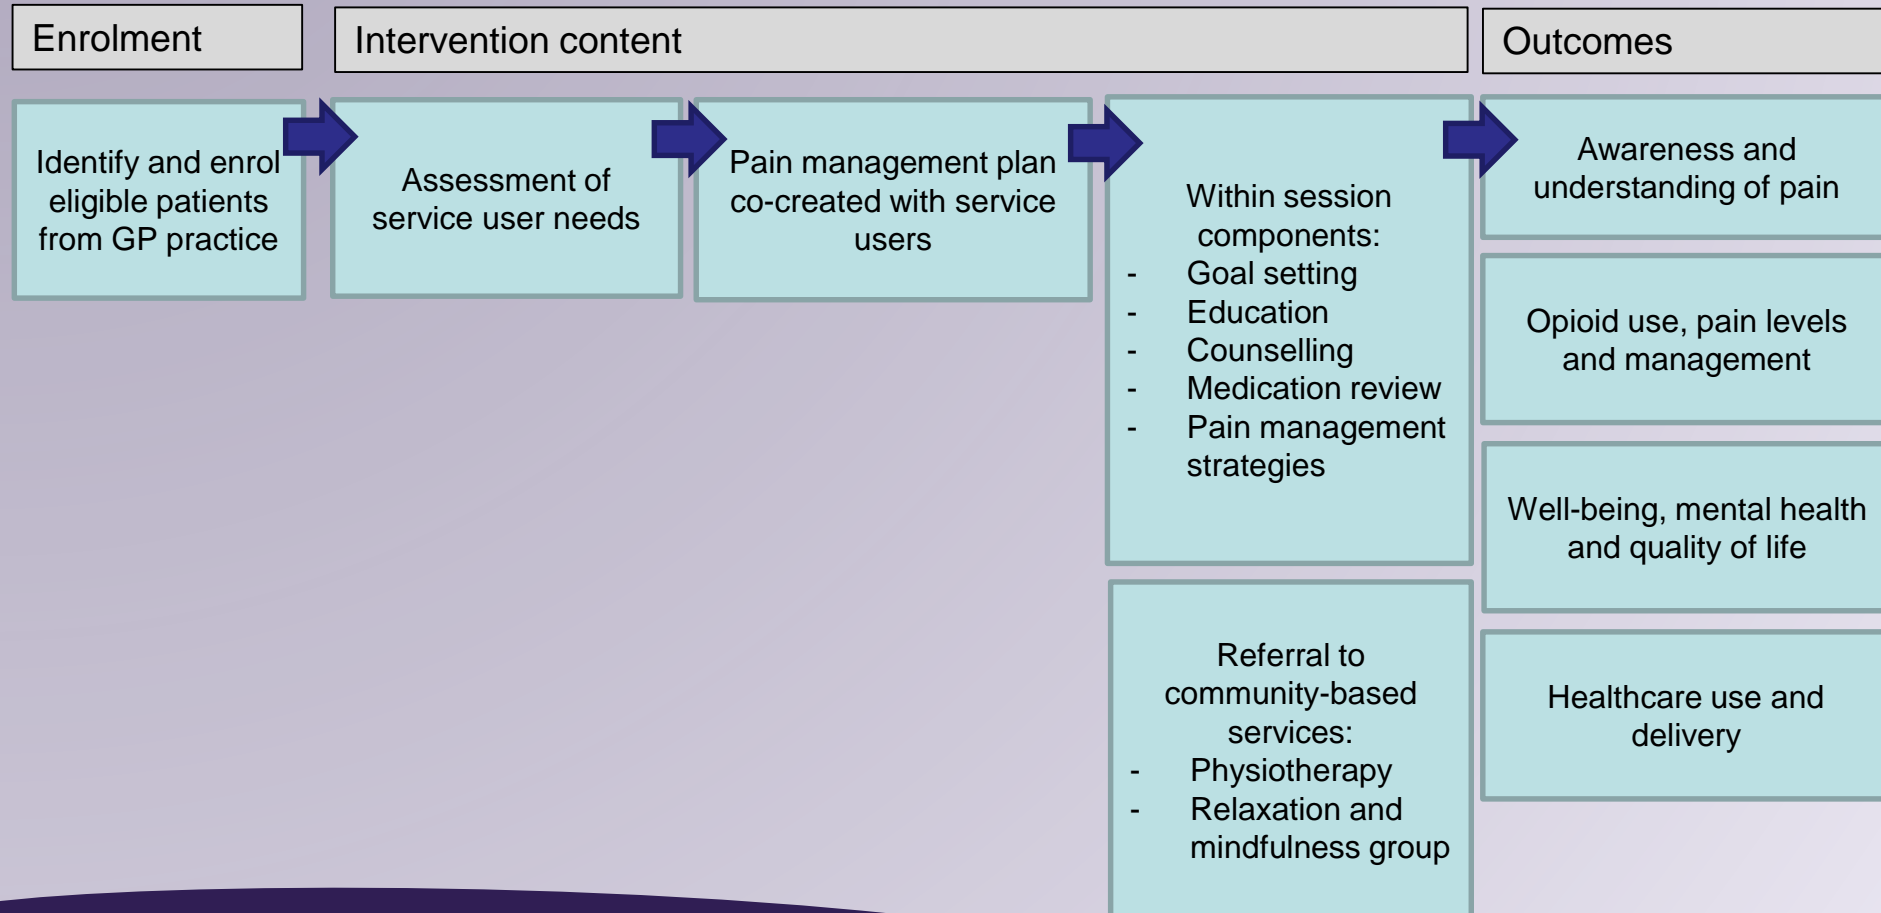 Enrolment
Intervention content
Outcomes
Identify and enrol
eligible patients
from GP practice
Assessment of
service user needs
Pain management plan
co-created with service
users
Within session
components:
- Goal setting
- Education
- Counselling
- Medication review
- Pain management
strategies
Referral to
community-based
services:
- Physiotherapy
- Relaxation and
mindfulness group
Awareness and
understanding of pain
Opioid use, pain levels
and management
Well-being, mental health
and quality of life
Healthcare use and
delivery